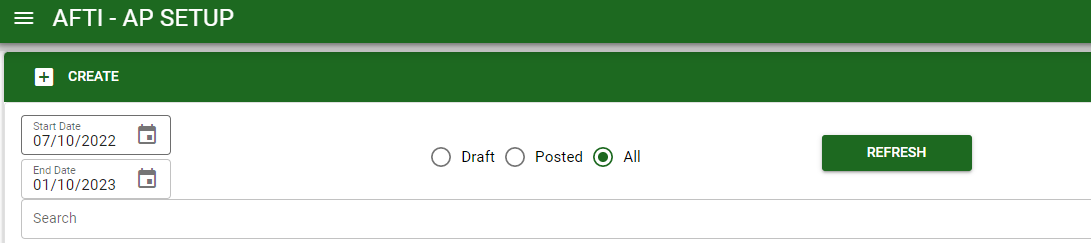 AFTI - AP SETUP
CREATE
Start Date
07/10/2022
End Date
01/10/2023
Draft Posted All
REFRESH
Search